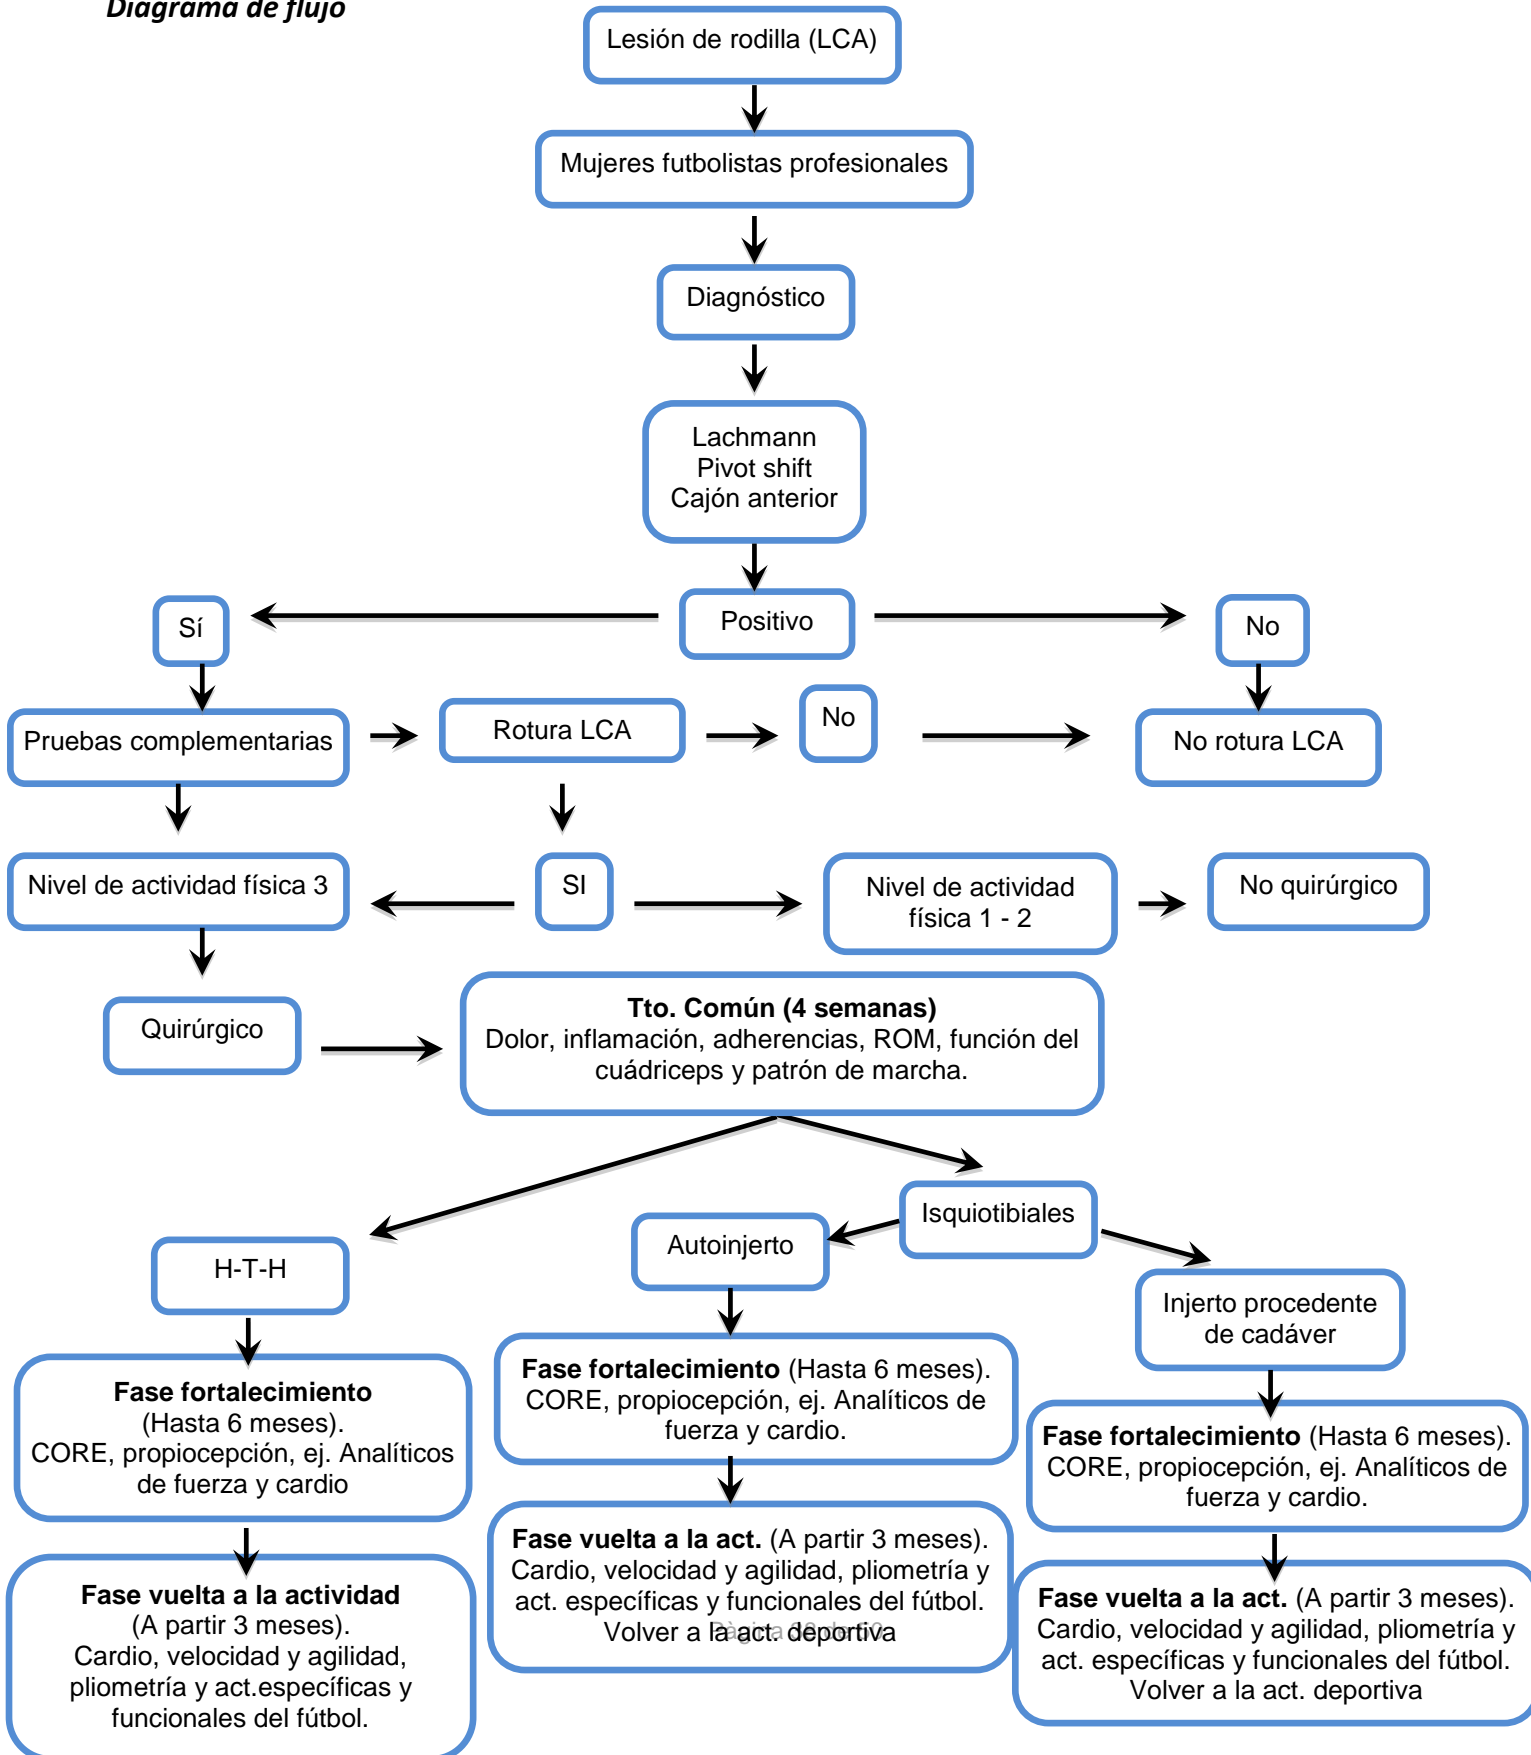 Diagrama de flujo
Lesión de rodilla (LCA)
Mujeres futbolistas profesionales
Diagnóstico
Lachmann
Pivot shift
Cajón anterior
Positivo
Sí
No
Pruebas complementarias
Rotura LCA
No
No rotura LCA
Nivel de actividad física 3
SI
Nivel de actividad
física 1 - 2
No quirúrgico
Quirúrgico
Tto. Común (4 semanas)
Dolor, inflamación, adherencias, ROM, función del
cuádriceps y patrón de marcha.
H-T-H
Autoinjerto
Isquiotibiales
Injerto procedente
de cadáver
Fase fortalecimiento
(Hasta 6 meses).
CORE, propiocepción, ej. Analíticos
de fuerza y cardio
Fase fortalecimiento (Hasta 6 meses).
CORE, propiocepción, ej. Analíticos de
fuerza y cardio.
Fase fortalecimiento (Hasta 6 meses).
CORE, propiocepción, ej. Analíticos de
fuerza y cardio.
Fase vuelta a la actividad
(A partir 3 meses).
Cardio, velocidad y agilidad,
pliometría y act.específicas y
funcionales del fútbol.
Fase vuelta a la act. (A partir 3 meses).
Cardio, velocidad y agilidad, pliometría y
act. específicas y funcionales del fútbol.
Volver a la act. deportiva
Fase vuelta a la act. (A partir 3 meses).
Cardio, velocidad y agilidad, pliometría y
act. específicas y funcionales del fútbol.
Volver a la act. deportiva